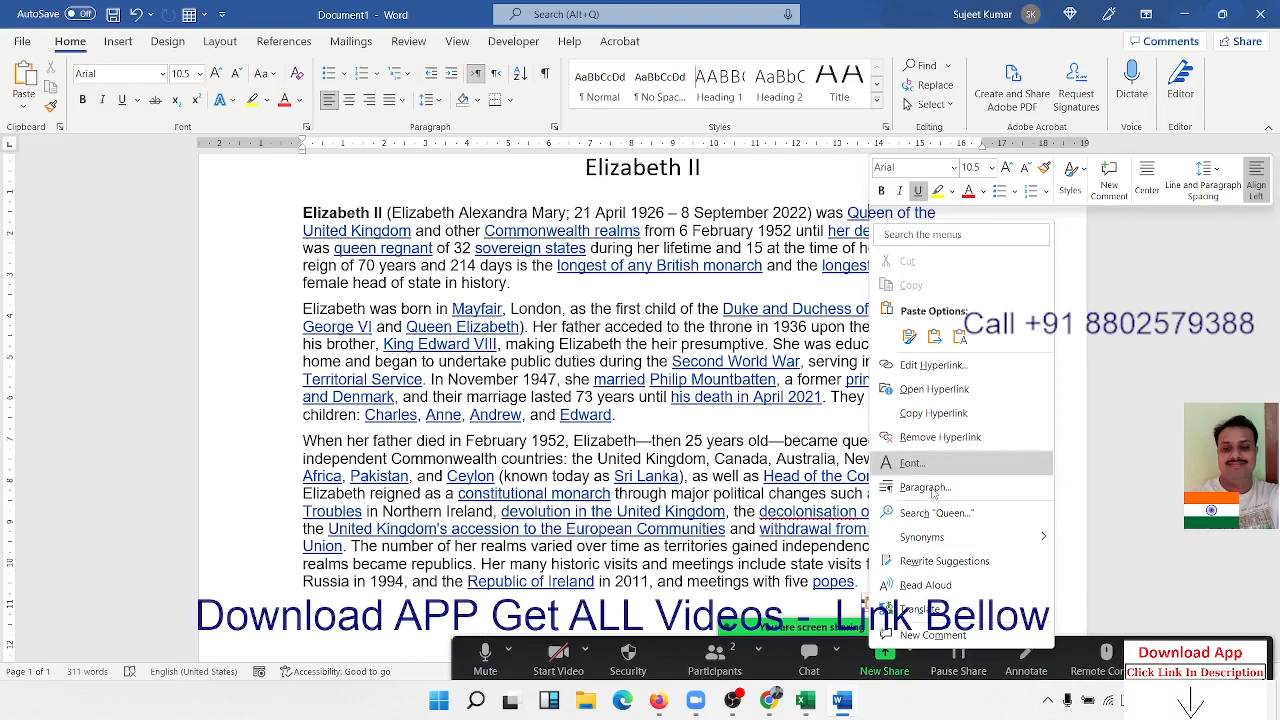 AutoSave Off
Document1 - Word
Search (Alt+Q)
Sujeet Bellow
SK
File Home Insert Draw Design Layout References Mailings Review View Developer Help Acrobat
Comments Share
Paste
Arial 10.5
AaBbCcDd AaBbCcDd AABBC AaBbC AA
¶ Normal ¶ No Spac... Heading 1 Heading 2 Title
Find
Replace
Select
Create and Share Adobe PDF
Request Signatures
Dictate
Editor
Clipboard Font Paragraph Styles Editing Adobe Acrobat Voice Editor
Elizabeth II
Arial 10.5
Styles New Comment Center Line and Paragraph Spacing Align Left
Elizabeth II (Elizabeth Alexandra Mary; 21 April 1926 – 8 September 2022) was Queen of the
United Kingdom and other Commonwealth realms from 6 February 1952 until her de
was queen regnant of 32 sovereign states during her lifetime and 15 at the time of h
reign of 70 years and 214 days is the longest of any British monarch and the longest
female head of state in history.
Elizabeth was born in Mayfair, London, as the first child of the Duke and Duchess of
George VI and Queen Elizabeth). Her father acceded to the throne in 1936 upon the
his brother, King Edward VIII, making Elizabeth the heir presumptive. She was educ
home and began to undertake public duties during the Second World War, serving in
Territorial Service. In November 1947, she married Philip Mountbatten, a former prin
and Denmark, and their marriage lasted 73 years until his death in April 2021. They
children: Charles, Anne, Andrew, and Edward.
When her father died in February 1952, Elizabeth—then 25 years old—became que
independent Commonwealth countries: the United Kingdom, Canada, Australia, New
Africa, Pakistan, and Ceylon (known today as Sri Lanka), as well as Head of the Co
Elizabeth reigned as a constitutional monarch through major political changes such
Troubles in Northern Ireland, devolution in the United Kingdom, the decolonisation o
the United Kingdom's accession to the European Communities and withdrawal from
Union. The number of her realms varied over time as territories gained independenc
realms became republics. Her many historic visits and meetings include state visits
Russia in 1994, and the Republic of Ireland in 2011, and meetings with five popes.
Search the menus
Cut
Copy
Paste Options:
Edit Hyperlink...
Open Hyperlink
Copy Hyperlink
Remove Hyperlink
Font...
Paragraph...
Search "Queen..."
Synonyms
Rewrite Suggestions
Read Aloud
Translate
New Comment
Call +91 8802579388
Download APP Get ALL Videos - Link Bellow
You are screen sharing
Page 1 of 1 311 words English (United States) Accessibility: Good to go
Mute Start Video Security Participants 2 Chat New Share Pause Share Annotate Remote Con
Download App
Click Link In Description